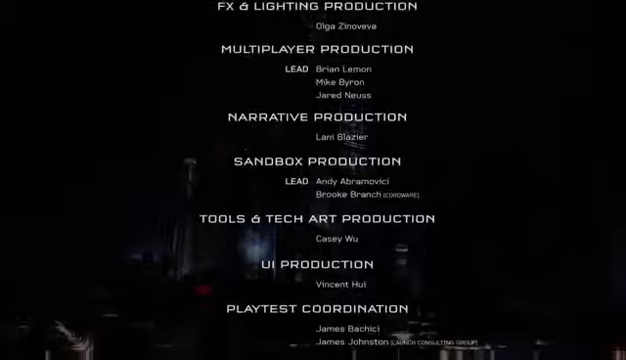 FX & LIGHTING PRODUCTION
Olga Zinoveva
MULTIPLAYER PRODUCTION
LEAD Brian Lemon
Mike Byron
Jared Neuss
NARRATIVE PRODUCTION
Lani Blazier
SANDBOX PRODUCTION
LEAD Andy Abramovici
Brooke Branch (COROWARE)
TOOLS & TECH ART PRODUCTION
Casey Wu
UI PRODUCTION
Vincent Hui
PLAYTEST COORDINATION
James Bachici
James Johnston (LAUNCH CONSULTING GROUP)